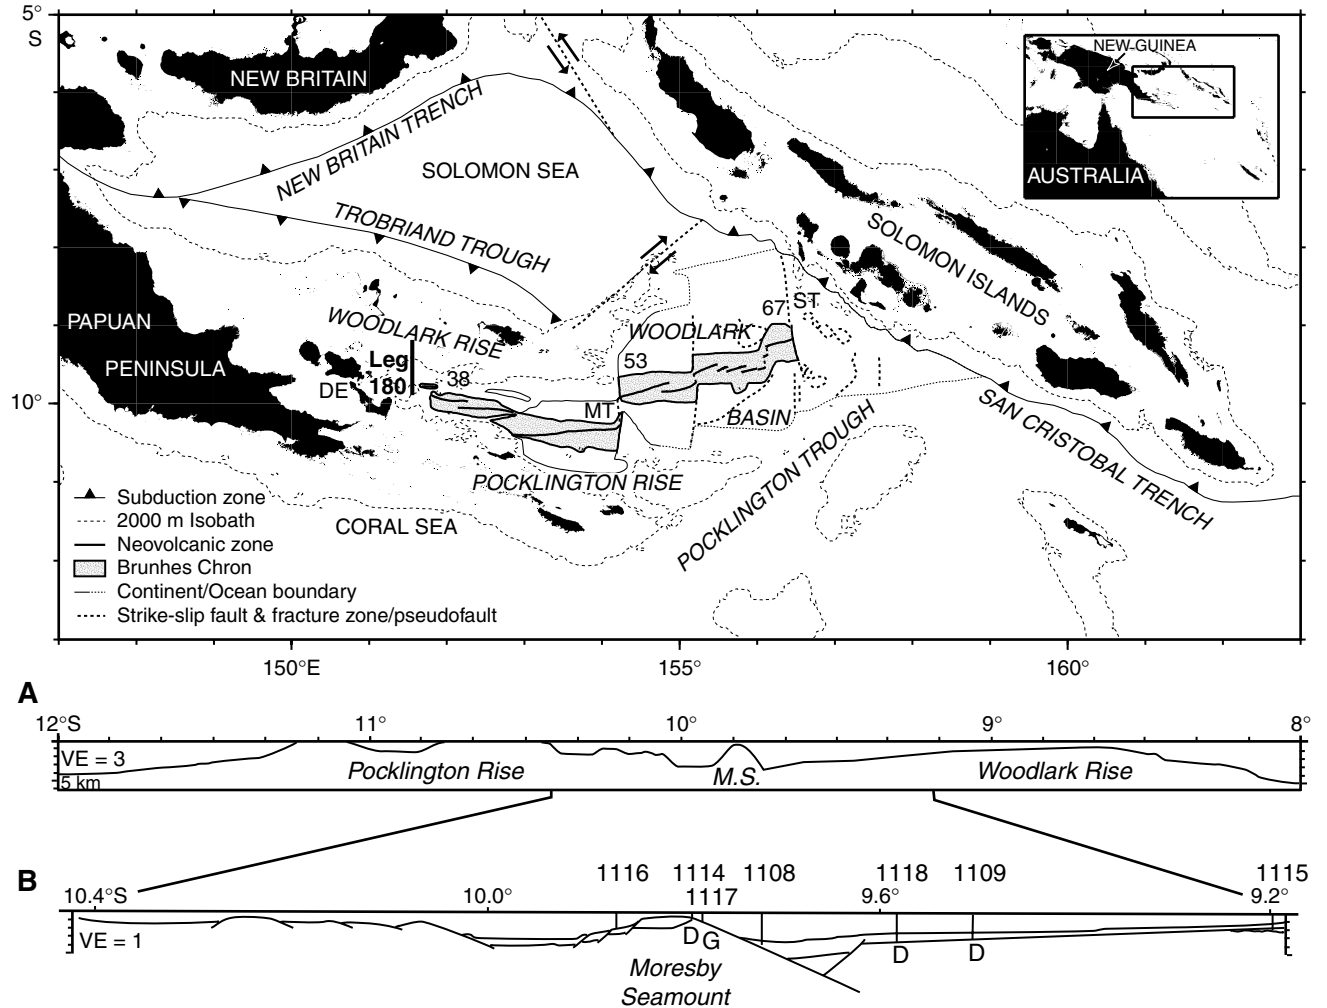 5°
S
10°
NEW BRITAIN
NEW BRITAIN TRENCH
SOLOMON SEA
TROBRIAND TROUGH
NEW GUINEA
AUSTRALIA
SOLOMON ISLANDS
PAPUAN
PENINSULA
WOODLARK RISE
Leg
180
DE
38
53
67
ST
WOODLARK
BASIN
MT
POCKLINGTON RISE
POCKLINGTON TROUGH
SAN CRISTOBAL TRENCH
CORAL SEA
Subduction zone
2000 m Isobath
Neovolcanic zone
Brunhes Chron
Continent/Ocean boundary
Strike-slip fault & fracture zone/pseudofault
150°E 155° 160°
A
12°S 11° 10° 9° 8°
VE = 3
5 km
Pocklington Rise M.S. Woodlark Rise
B
1116 1114 1108 1118 1109 1115
10.4°S 10.0° 1117 9.6° 9.2°
VE = 1
D G D D
Moresby
Seamount